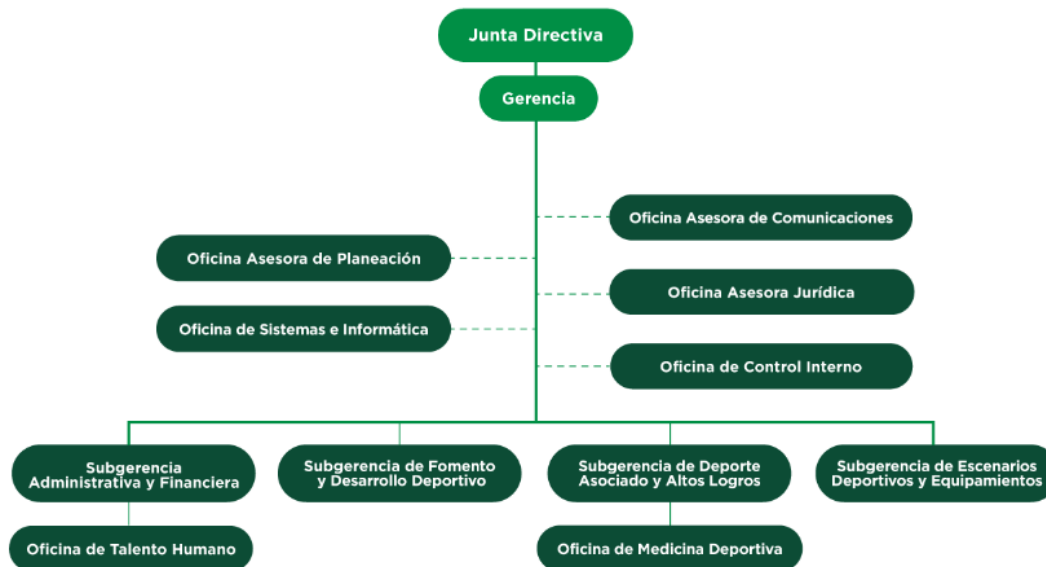 Junta Directiva
Gerencia
Oficina Asesora de Comunicaciones
Oficina Asesora de Planeación
Oficina Asesora Jurídica
Oficina de Sistemas e Informática
Oficina de Control Interno
Subgerencia
Administrativa y Financiera
Subgerencia de Fomento
y Desarrollo Deportivo
Subgerencia de Deporte
Asociado y Altos Logros
Subgerencia de Escenarios
Deportivos y Equipamientos
Oficina de Talento Humano
Oficina de Medicina Deportiva